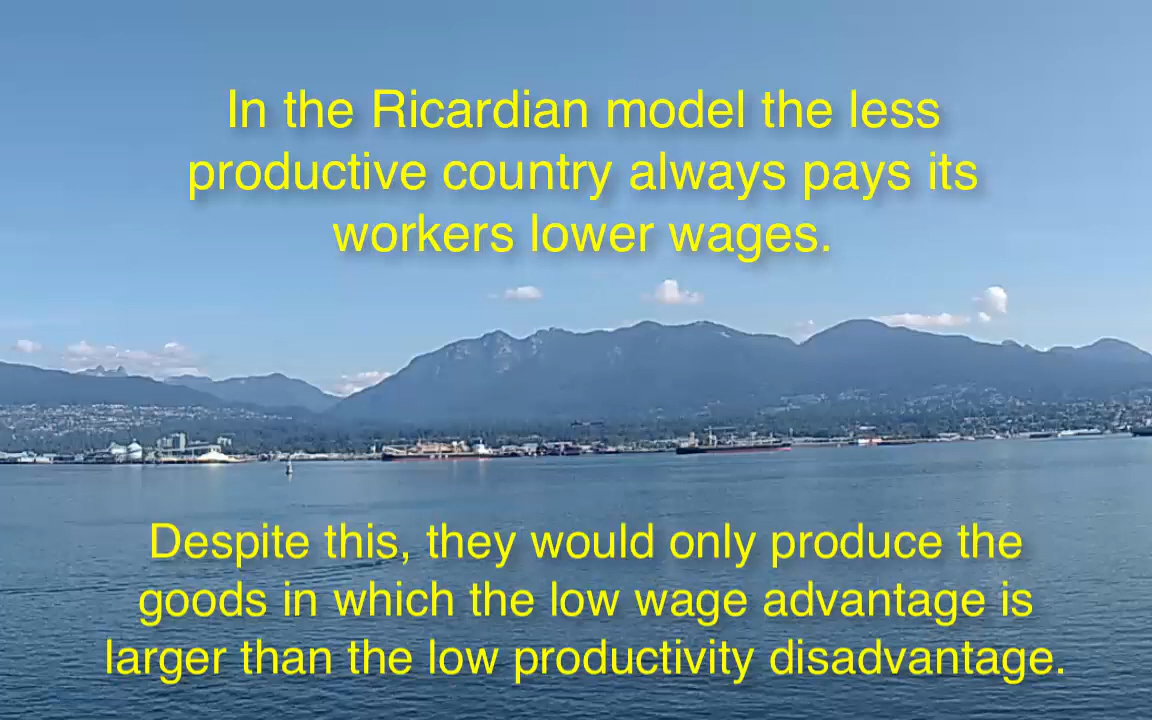 In the Ricardian model the less
productive country always pays its
workers lower wages.
Despite this, they would only produce the
goods in which the low wage advantage is
larger than the low productivity disadvantage.